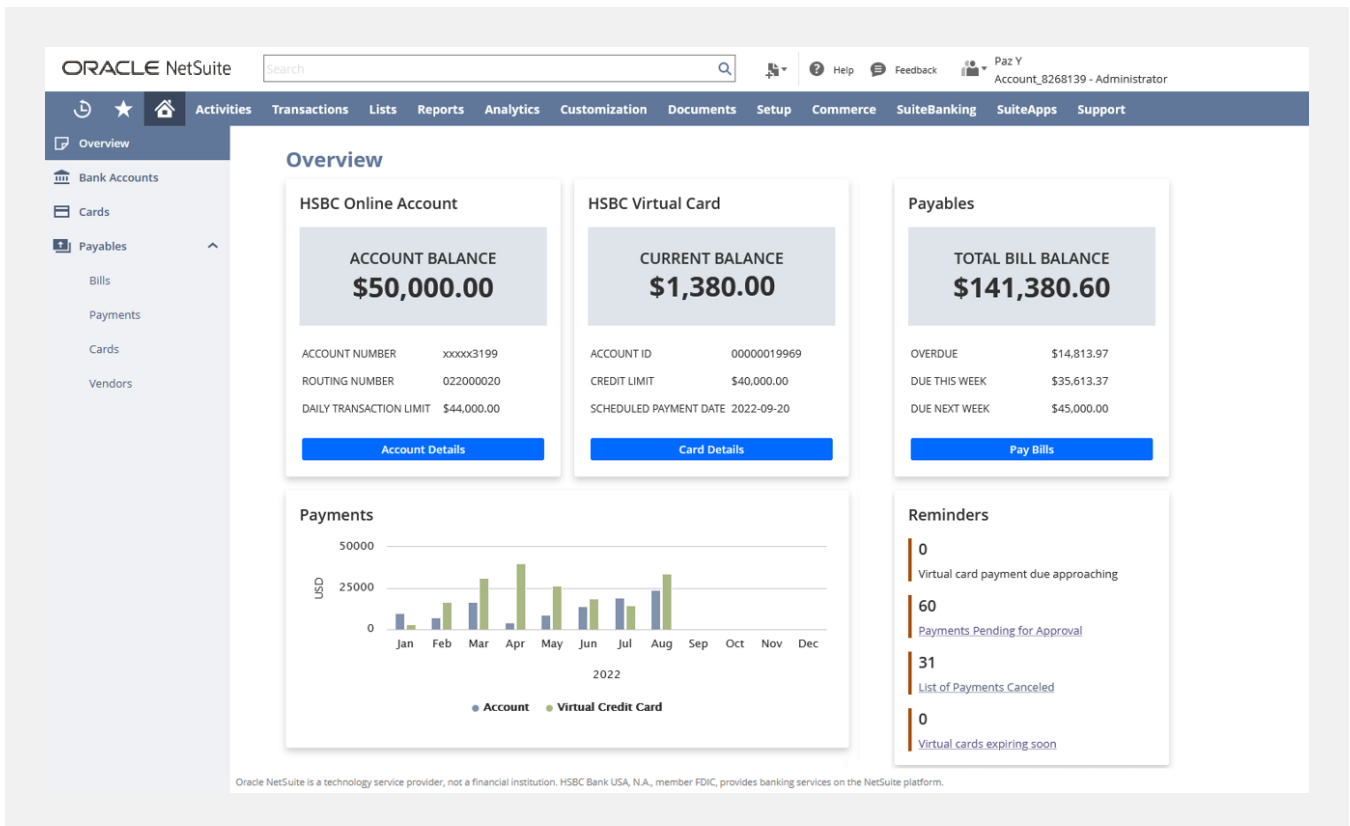 ORACLE NetSuite
Search
Help
Feedback
Paz Y
Account_8268139 - Administrator
Activities Transactions Lists Reports Analytics Customization Documents Setup Commerce SuiteBanking SuiteApps Support
Overview
Bank Accounts
Cards
Payables
Bills
Payments
Cards
Vendors
Overview
HSBC Online Account
ACCOUNT BALANCE
$50,000.00
ACCOUNT NUMBER xxxxx3199
ROUTING NUMBER 022000020
DAILY TRANSACTION LIMIT $44,000.00
Account Details
HSBC Virtual Card
CURRENT BALANCE
$1,380.00
ACCOUNT ID 00000019969
CREDIT LIMIT $40,000.00
SCHEDULED PAYMENT DATE 2022-09-20
Card Details
Payables
TOTAL BILL BALANCE
$141,380.60
OVERDUE $14,813.97
DUE THIS WEEK $35,613.37
DUE NEXT WEEK $45,000.00
Pay Bills
Payments
50000
25000
0
USD
Jan Feb Mar Apr May Jun Jul Aug Sep Oct Nov Dec
2022
Account Virtual Credit Card
Reminders
0
Virtual card payment due approaching
60
Payments Pending for Approval
31
List of Payments Canceled
0
Virtual cards expiring soon
Oracle NetSuite is a technology service provider, not a financial institution. HSBC Bank USA, N.A., member FDIC, provides banking services on the NetSuite platform.